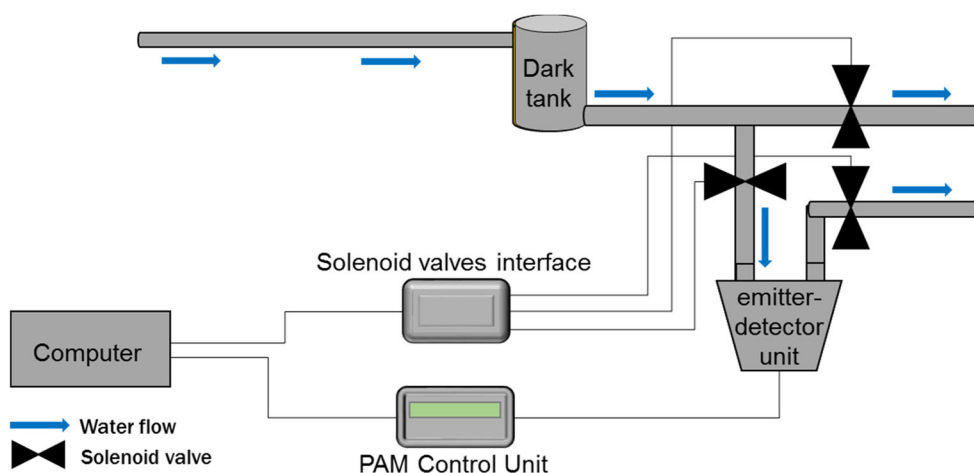 Dark
tank
Solenoid valves interface
emitter-
detector
unit
Computer
Water flow
Solenoid valve
PAM Control Unit